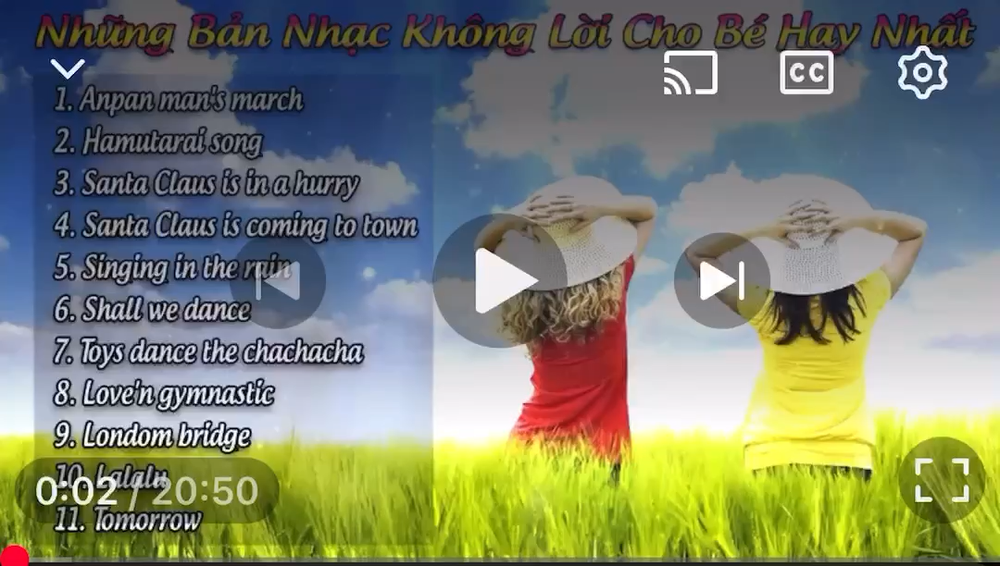 Những Bản Nhạc Không Lời Cho Bé Hay Nhất
CC
1. Anpan man's march
2. Hamutarai song
3. Santa Claus is in a hurry
4. Santa Claus is coming to town
5. Singing in the rain
6. Shall we dance
7. Toys dance the chachacha
8. Love'n gymnastic
9. Londom bridge
10. Lalalu
0:02 / 20:50
11. Tomorrow